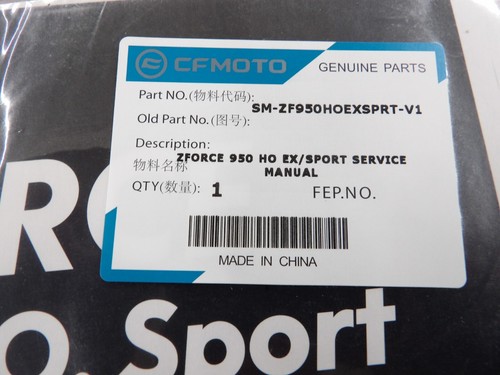 CFMOTO GENUINE PARTS
Part NO.(物料代码): SM-ZF950HOEXSPRT-V1
Old Part No.(图号):
Description:
物料名称 ZFORCE 950 HO EX/SPORT SERVICE
MANUAL
QTY(数量): 1 FEP.NO.
MADE IN CHINA
O. Sport